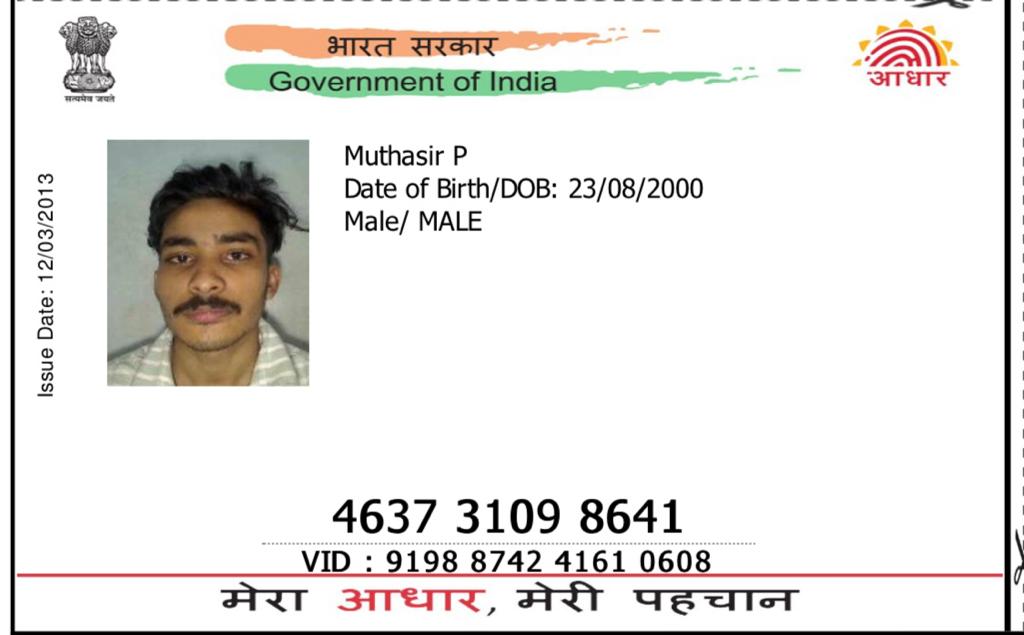 सत्यमेव जयते
भारत सरकार
Government of India
आधार
Issue Date: 12/03/2013
Muthasir P
Date of Birth/DOB: 23/08/2000
Male/ MALE
4637 3109 8641
VID : 9198 8742 4161 0608
मेरा आधार, मेरी पहचान